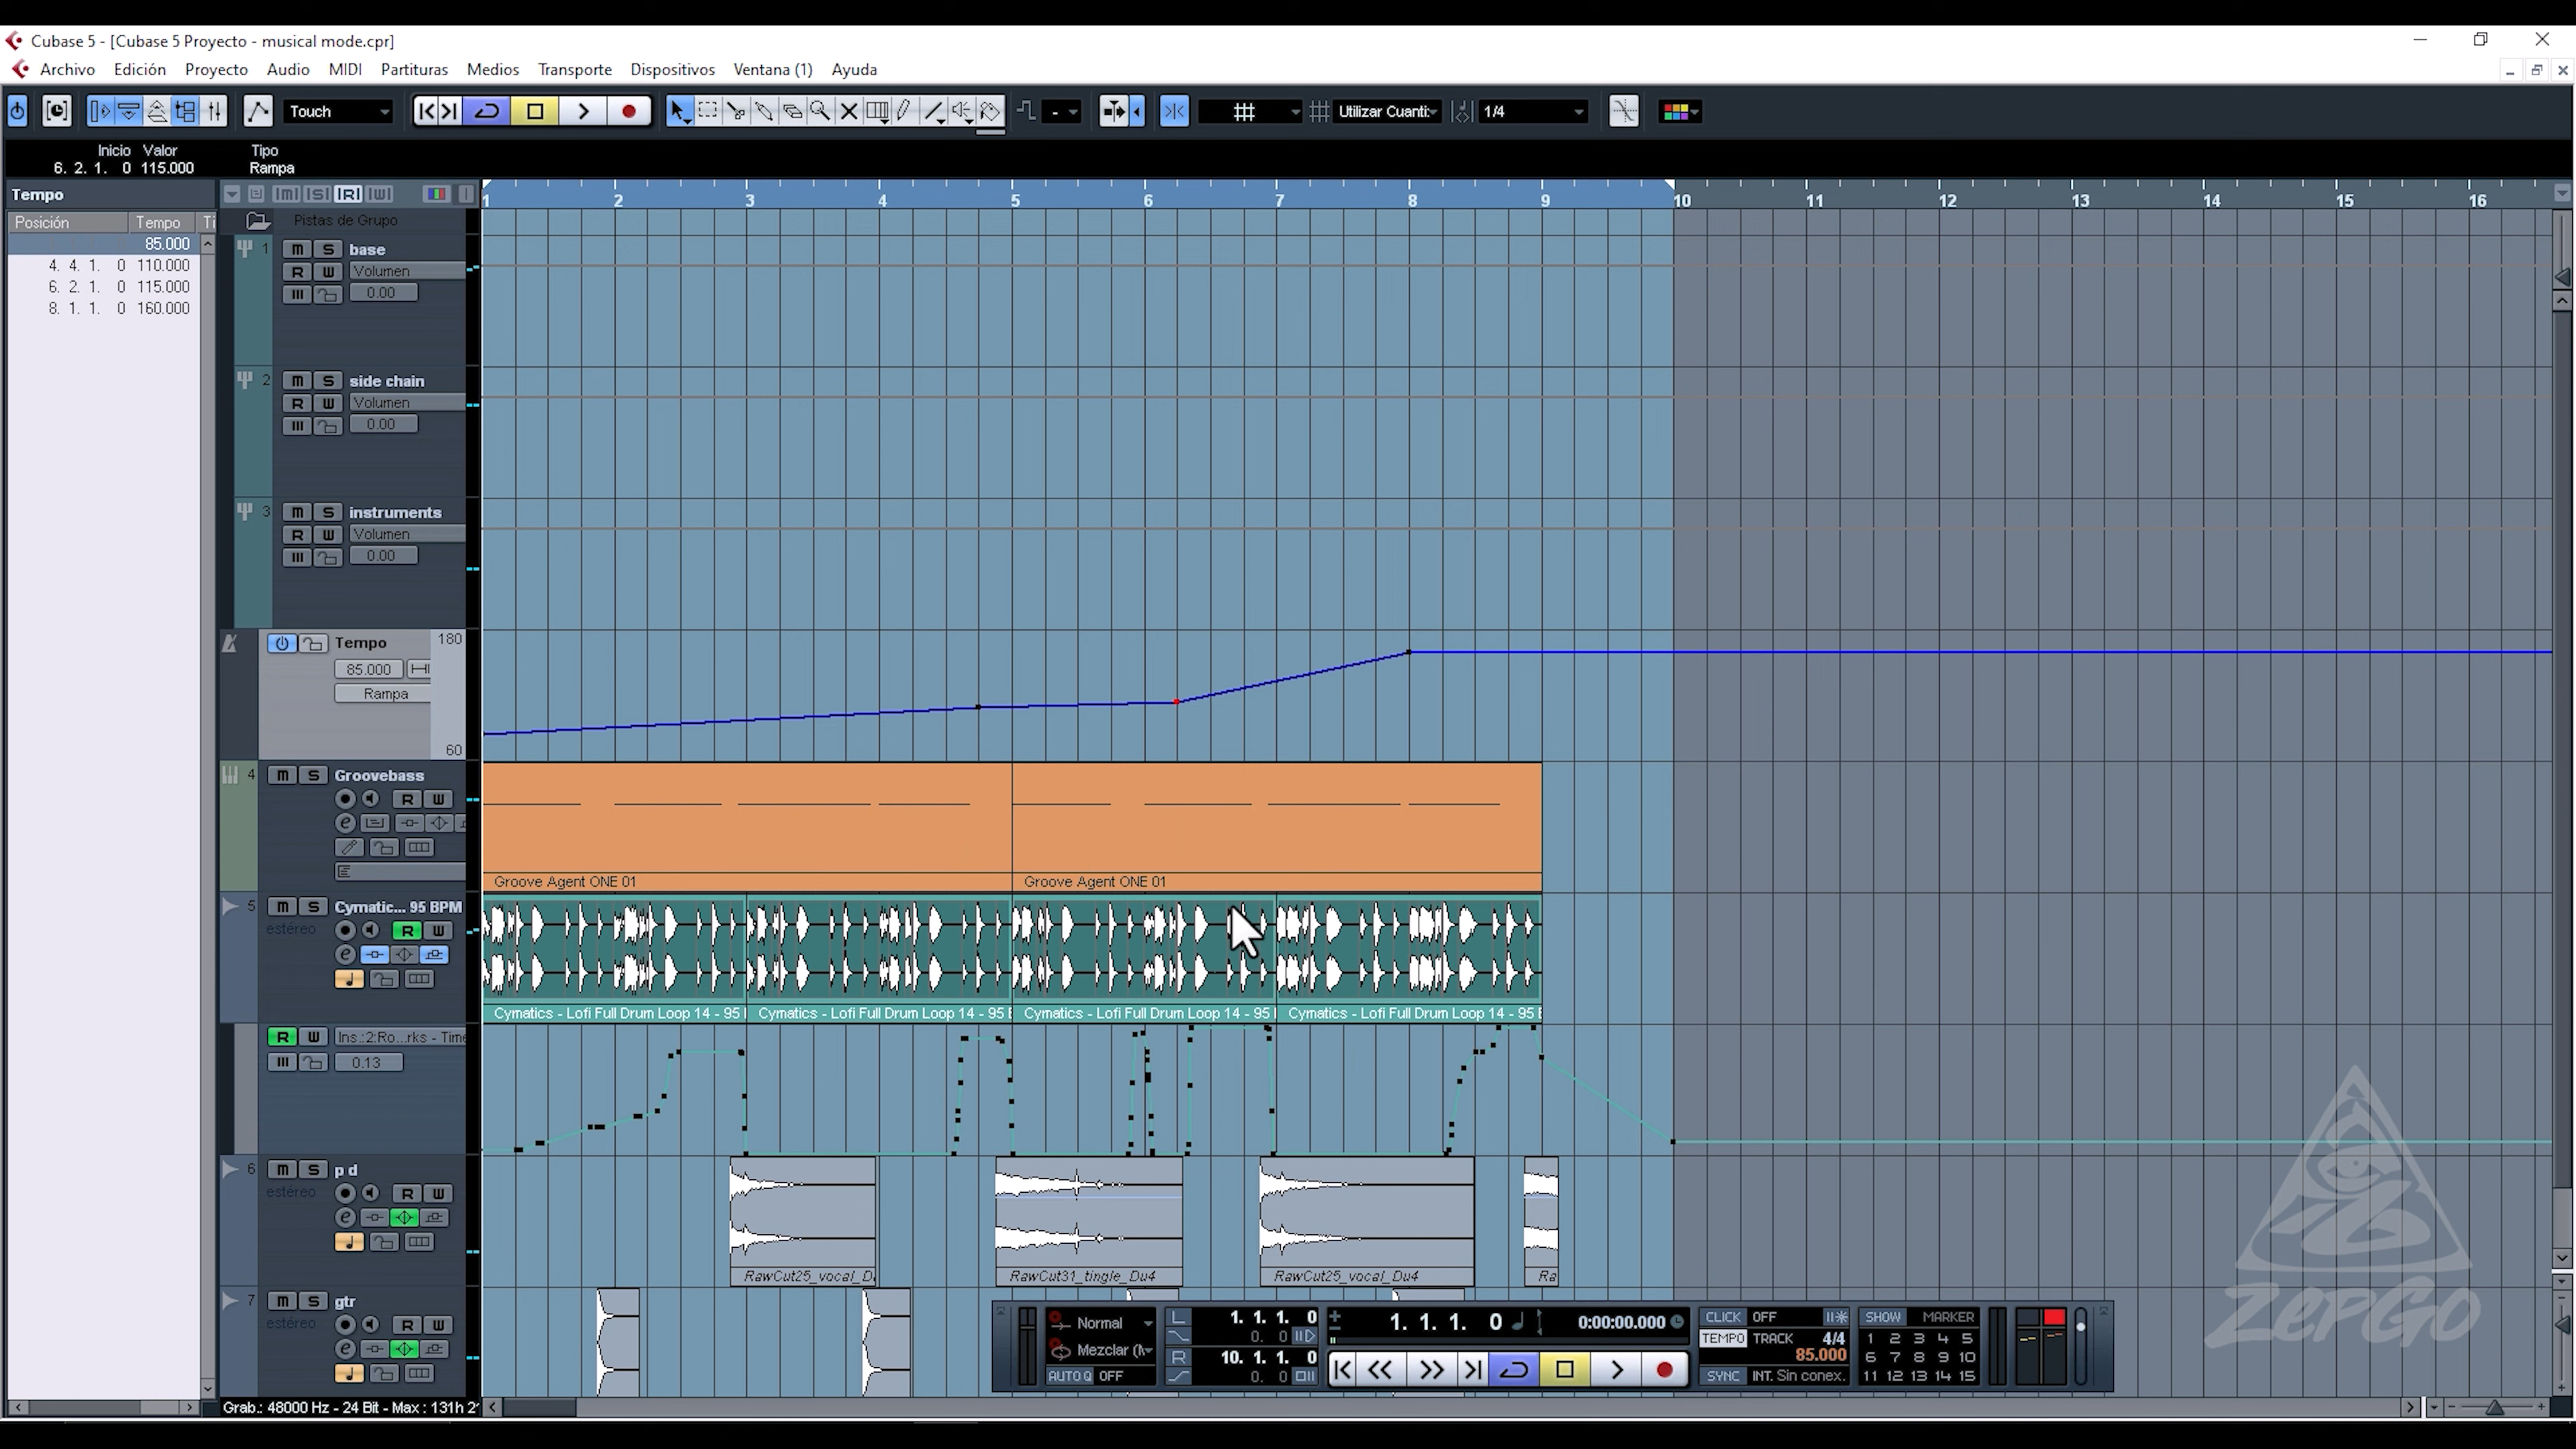 Cubase 5 - [Cubase 5 Proyecto - musical mode.cpr]
Archivo Edición Proyecto Audio MIDI Partituras Medios Transporte Dispositivos Ventana (1) Ayuda
Touch - Utilizar Cuanti: 1/4
Inicio Valor Tipo
6. 2. 1. 0 115.000 Rampa
Tempo
1 2 3 4 5 6 7 8 9 10 11 12 13 14 15 16
Posición Tempo Ti
85.000
4. 4. 1. 0 110.000
6. 2. 1. 0 115.000
8. 1. 1. 0 160.000
Pistas de Grupo
1 M S base
R W Volumen
0.00
2 M S side chain
R W Volumen
0.00
3 M S instruments
R W Volumen
0.00
Tempo 180
85.000
Rampa
60
4 M S Groovebass
R W
e
Groove Agent ONE 01 Groove Agent ONE 01
5 M S Cymatic... 95 BPM
estéreo R W
e
Cymatics - Lofi Full Drum Loop 14 - 95 Cymatics - Lofi Full Drum Loop 14 - 95 Cymatics - Lofi Full Drum Loop 14 - 95 Cymatics - Lofi Full Drum Loop 14 - 95
R W Ins.:2:Ro...rks - Time
0.13
6 M S p d
estéreo R W
e
RawCut25_vocal_D RawCut31_tingle_Du4 RawCut25_vocal_Du4 Ra
7 M S gtr
estéreo R W
e
Normal L 1. 1. 1. 0 1. 1. 1. 0 0:00:00.000 CLICK OFF SHOW MARKER
0. 0 TEMPO TRACK 4/4 1 2 3 4 5
Mezclar (M R 10. 1. 1. 0 85.000 6 7 8 9 10
AUTO Q OFF 0. 0 SYNC INT. Sin conex. 11 12 13 14 15
Grab.: 48000 Hz - 24 Bit - Max : 131h 2
ZEPGO